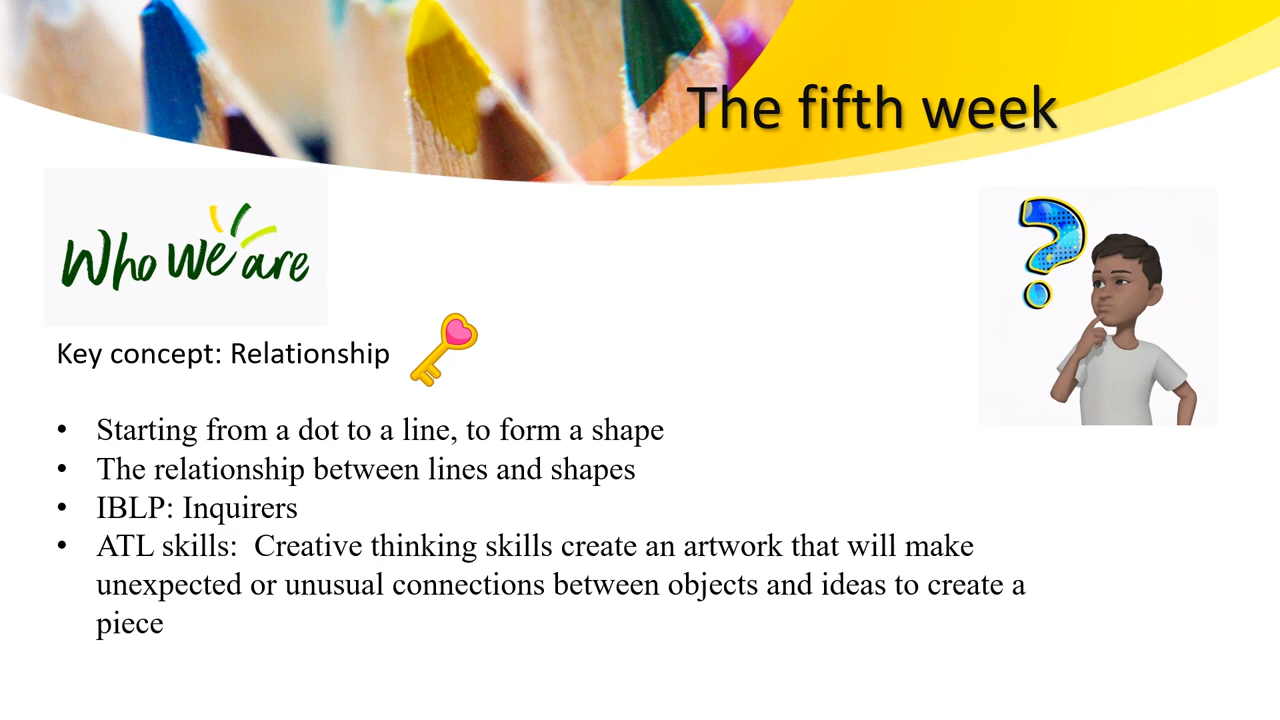 The fifth week
Who we are
Key concept: Relationship
• Starting from a dot to a line, to form a shape
• The relationship between lines and shapes
• IBLP: Inquirers
• ATL skills:  Creative thinking skills create an artwork that will make
unexpected or unusual connections between objects and ideas to create a
piece